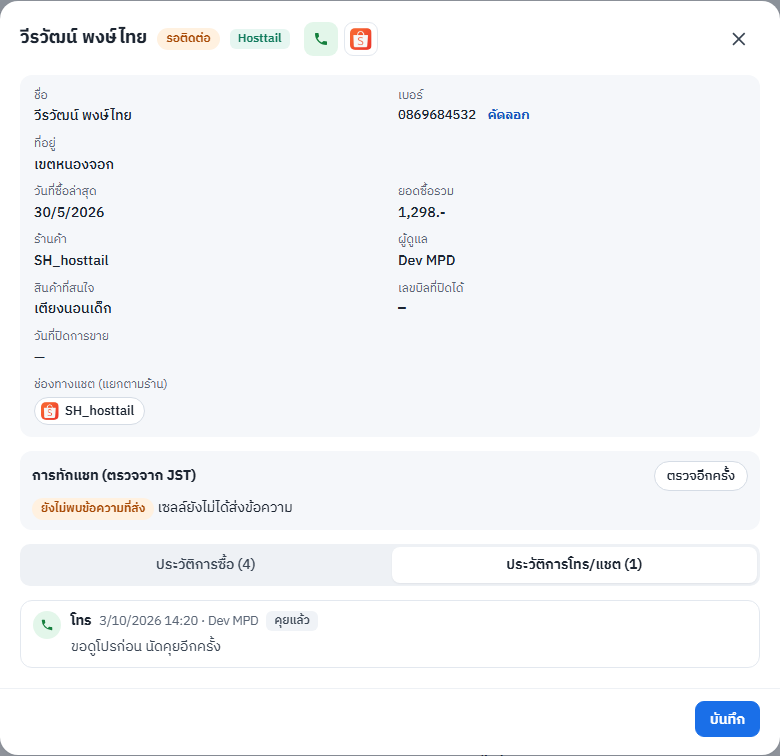 วีรวัฒน์ พงษ์ไทย รอติดต่อ Hosttail
ชื่อ เบอร์
วีรวัฒน์ พงษ์ไทย 0869684532 คัดลอก
ที่อยู่
เขตหนองจอก
วันที่ซื้อล่าสุด ยอดซื้อรวม
30/5/2026 1,298.-
ร้านค้า ผู้ดูแล
SH_hosttail Dev MPD
สินค้าที่สนใจ เลขบิลที่ปิดได้
เตียงนอนเด็ก –
วันที่ปิดการขาย
—
ช่องทางแชต (แยกตามร้าน)
SH_hosttail
การทักแชท (ตรวจจาก JST) ตรวจอีกครั้ง
ยังไม่พบข้อความที่ส่ง เซลล์ยังไม่ได้ส่งข้อความ
ประวัติการซื้อ (4) ประวัติการโทร/แชต (1)
โทร 3/10/2026 14:20 · Dev MPD คุยแล้ว
ขอดูโปรก่อน นัดคุยอีกครั้ง
บันทึก